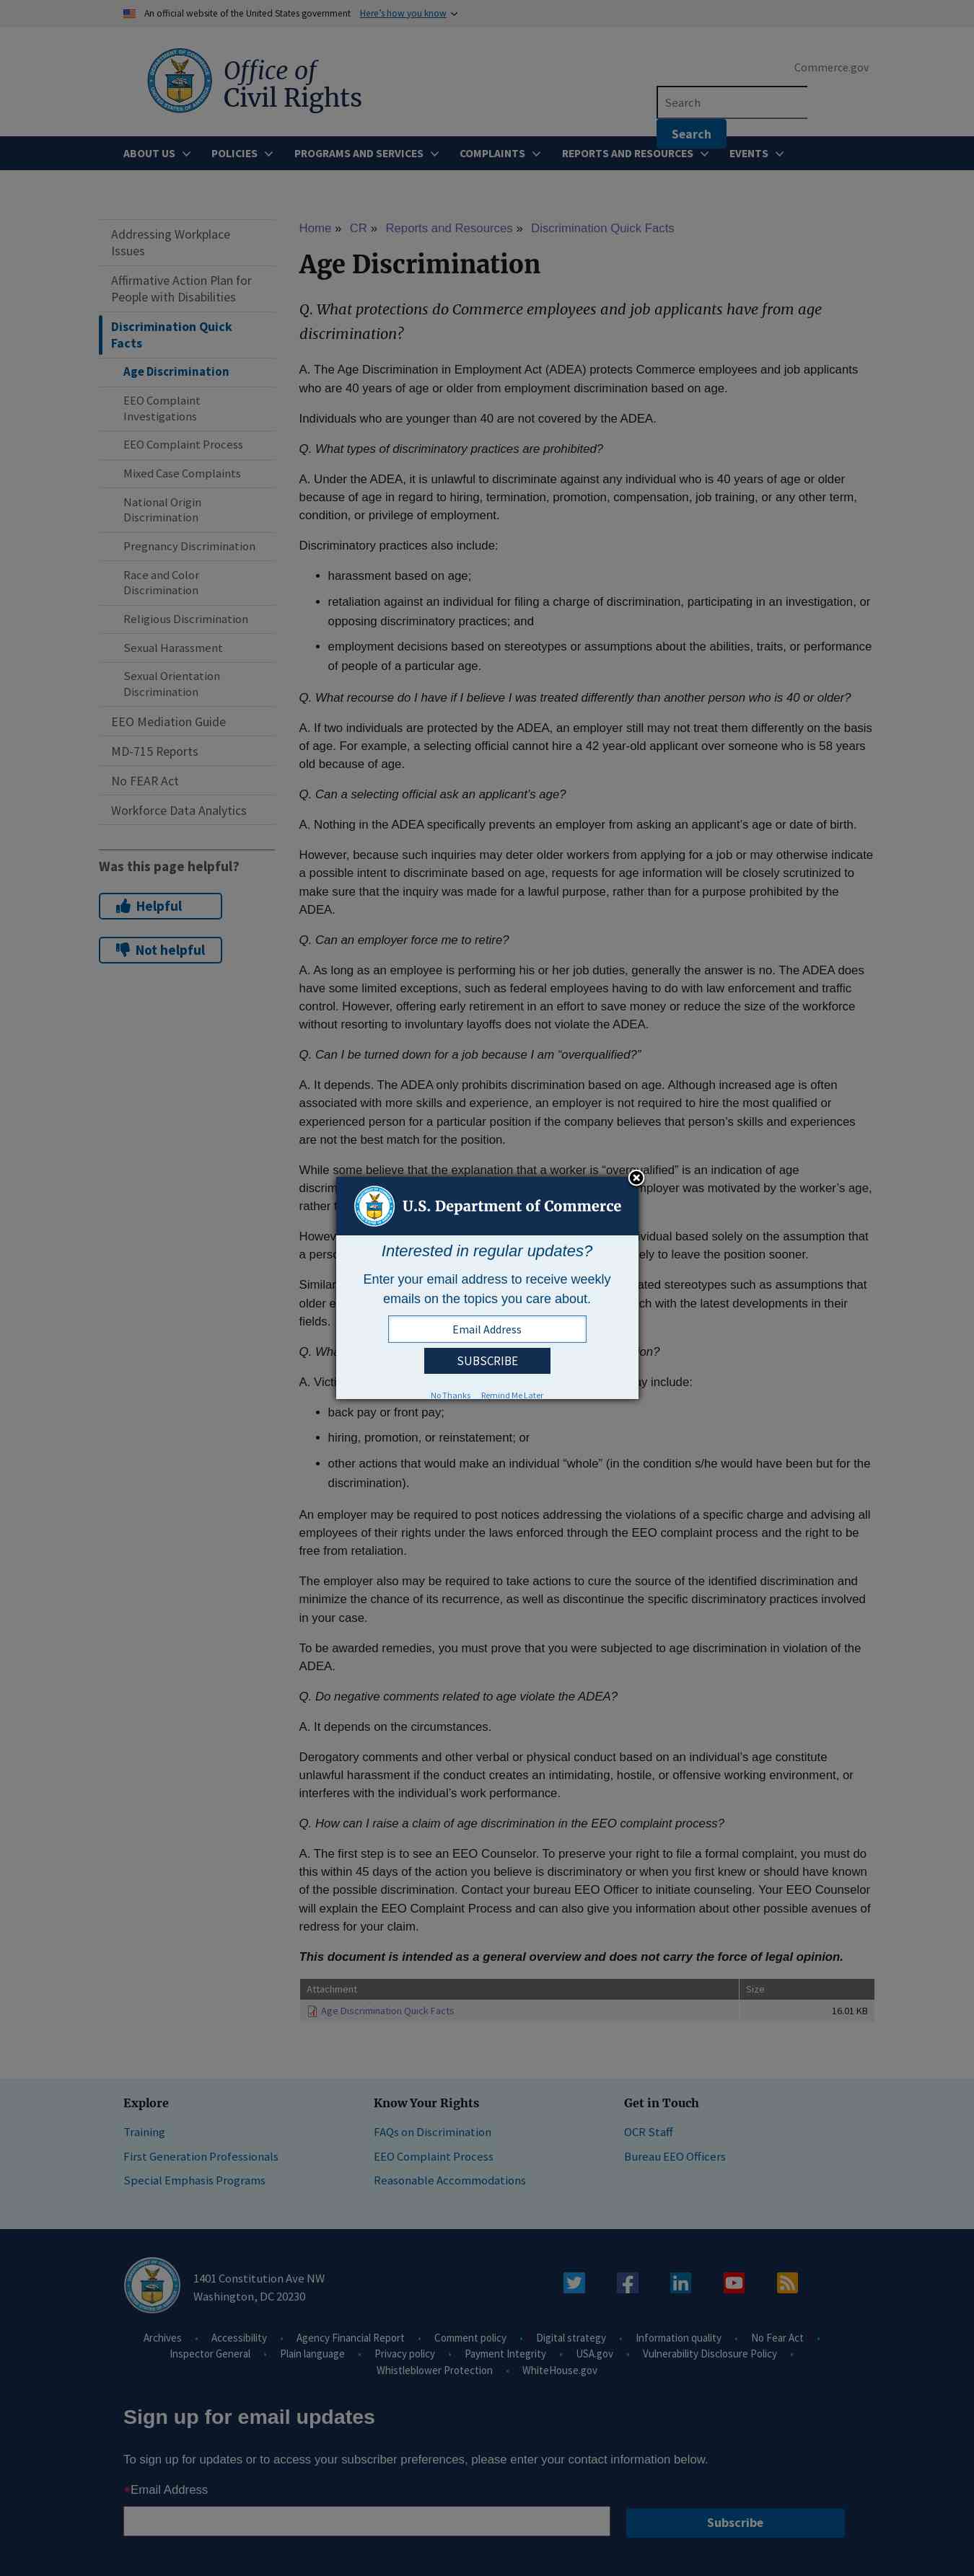 An official website of the United States government Here's how you know
Office of
Civil Rights
Commerce.gov
Search
Search
ABOUT US POLICIES PROGRAMS AND SERVICES COMPLAINTS REPORTS AND RESOURCES EVENTS
Addressing Workplace
Issues
Affirmative Action Plan for
People with Disabilities
Discrimination Quick
Facts
Age Discrimination
EEO Complaint
Investigations
EEO Complaint Process
Mixed Case Complaints
National Origin
Discrimination
Pregnancy Discrimination
Race and Color
Discrimination
Religious Discrimination
Sexual Harassment
Sexual Orientation
Discrimination
EEO Mediation Guide
MD-715 Reports
No FEAR Act
Workforce Data Analytics
Was this page helpful?
Helpful
Not helpful
Home » CR » Reports and Resources » Discrimination Quick Facts
Age Discrimination
Q. What protections do Commerce employees and job applicants have from age
discrimination?
A. The Age Discrimination in Employment Act (ADEA) protects Commerce employees and job applicants
who are 40 years of age or older from employment discrimination based on age.
Individuals who are younger than 40 are not covered by the ADEA.
Q. What types of discriminatory practices are prohibited?
A. Under the ADEA, it is unlawful to discriminate against any individual who is 40 years of age or older
because of age in regard to hiring, termination, promotion, compensation, job training, or any other term,
condition, or privilege of employment.
Discriminatory practices also include:
• harassment based on age;
• retaliation against an individual for filing a charge of discrimination, participating in an investigation, or
opposing discriminatory practices; and
• employment decisions based on stereotypes or assumptions about the abilities, traits, or performance
of people of a particular age.
Q. What recourse do I have if I believe I was treated differently than another person who is 40 or older?
A. If two individuals are protected by the ADEA, an employer still may not treat them differently on the basis
of age. For example, a selecting official cannot hire a 42 year-old applicant over someone who is 58 years
old because of age.
Q. Can a selecting official ask an applicant's age?
A. Nothing in the ADEA specifically prevents an employer from asking an applicant's age or date of birth.
However, because such inquiries may deter older workers from applying for a job or may otherwise indicate
a possible intent to discriminate based on age, requests for age information will be closely scrutinized to
make sure that the inquiry was made for a lawful purpose, rather than for a purpose prohibited by the
ADEA.
Q. Can an employer force me to retire?
A. As long as an employee is performing his or her job duties, generally the answer is no. The ADEA does
have some limited exceptions, such as federal employees having to do with law enforcement and traffic
control. However, offering early retirement in an effort to save money or reduce the size of the workforce
without resorting to involuntary layoffs does not violate the ADEA.
Q. Can I be turned down for a job because I am “overqualified?”
A. It depends. The ADEA only prohibits discrimination based on age. Although increased age is often
associated with more skills and experience, an employer is not required to hire the most qualified or
experienced person for a particular position if the company believes that person's skills and experiences
are not the best match for the position.
While some believe that the explanation that a worker is “overqualified” is an indication of age
employer was motivated by the worker's age,
rather
based solely on the assumption that
a to leave the position sooner.
stereotypes such as assumptions that
older with the latest developments in their
fields.
Q.
A. include:
• back pay or front pay;
• hiring, promotion, or reinstatement; or
• other actions that would make an individual “whole” (in the condition s/he would have been but for the
discrimination).
An employer may be required to post notices addressing the violations of a specific charge and advising all
employees of their rights under the laws enforced through the EEO complaint process and the right to be
free from retaliation.
The employer also may be required to take actions to cure the source of the identified discrimination and
minimize the chance of its recurrence, as well as discontinue the specific discriminatory practices involved
in your case.
To be awarded remedies, you must prove that you were subjected to age discrimination in violation of the
ADEA.
Q. Do negative comments related to age violate the ADEA?
A. It depends on the circumstances.
Derogatory comments and other verbal or physical conduct based on an individual's age constitute
unlawful harassment if the conduct creates an intimidating, hostile, or offensive working environment, or
interferes with the individual's work performance.
Q. How can I raise a claim of age discrimination in the EEO complaint process?
A. The first step is to see an EEO Counselor. To preserve your right to file a formal complaint, you must do
this within 45 days of the action you believe is discriminatory or when you first knew or should have known
of the possible discrimination. Contact your bureau EEO Officer to initiate counseling. Your EEO Counselor
will explain the EEO Complaint Process and can also give you information about other possible avenues of
redress for your claim.
This document is intended as a general overview and does not carry the force of legal opinion.
Attachment Size
Age Discrimination Quick Facts 16.01 KB
U.S. Department of Commerce
Interested in regular updates?
Enter your email address to receive weekly
emails on the topics you care about.
Email Address
SUBSCRIBE
No Thanks Remind Me Later
Explore
Training
First Generation Professionals
Special Emphasis Programs
Know Your Rights
FAQs on Discrimination
EEO Complaint Process
Reasonable Accommodations
Get in Touch
OCR Staff
Bureau EEO Officers
1401 Constitution Ave NW
Washington, DC 20230
Archives • Accessibility • Agency Financial Report • Comment policy • Digital strategy • Information quality • No Fear Act •
Inspector General • Plain language • Privacy policy • Payment Integrity • USA.gov • Vulnerability Disclosure Policy •
Whistleblower Protection • WhiteHouse.gov
Sign up for email updates
To sign up for updates or to access your subscriber preferences, please enter your contact information below.
*Email Address
Subscribe